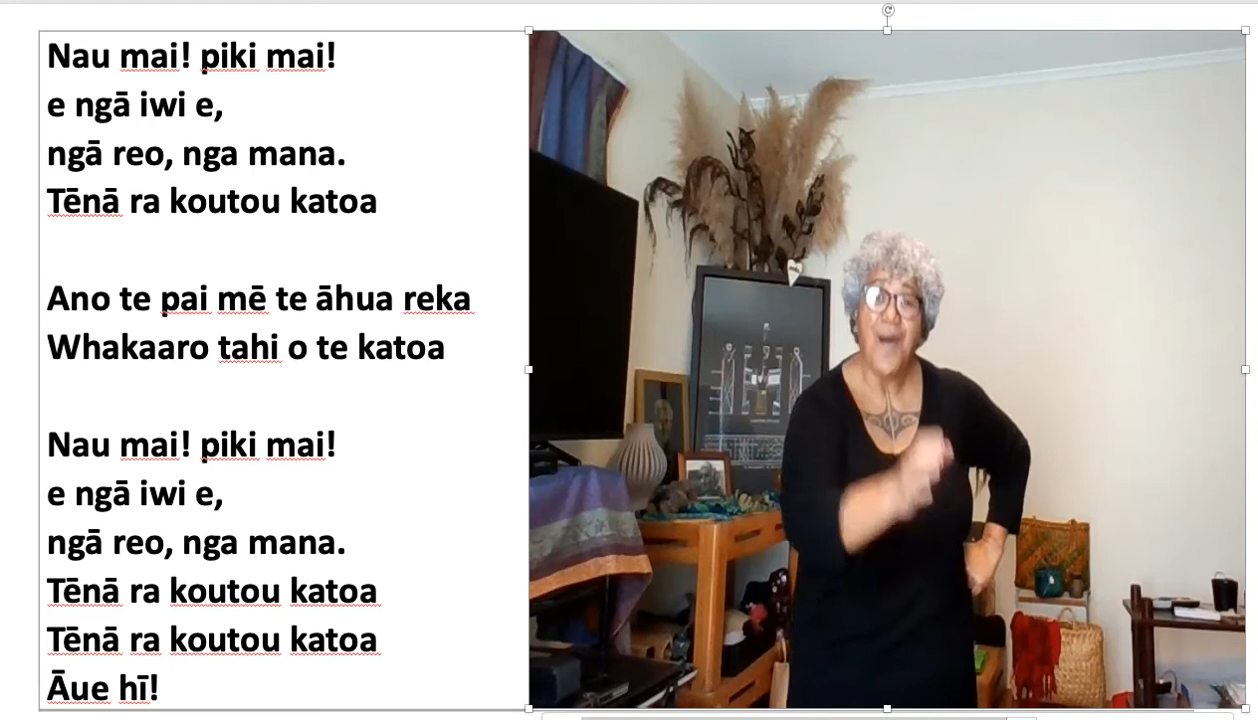 Nau mai! piki mai!
e ngā iwi e,
ngā reo, nga mana.
Tēnā ra koutou katoa
Ano te pai mē te āhua reka
Whakaaro tahi o te katoa
Nau mai! piki mai!
e ngā iwi e,
ngā reo, nga mana.
Tēnā ra koutou katoa
Tēnā ra koutou katoa
Āue hī!